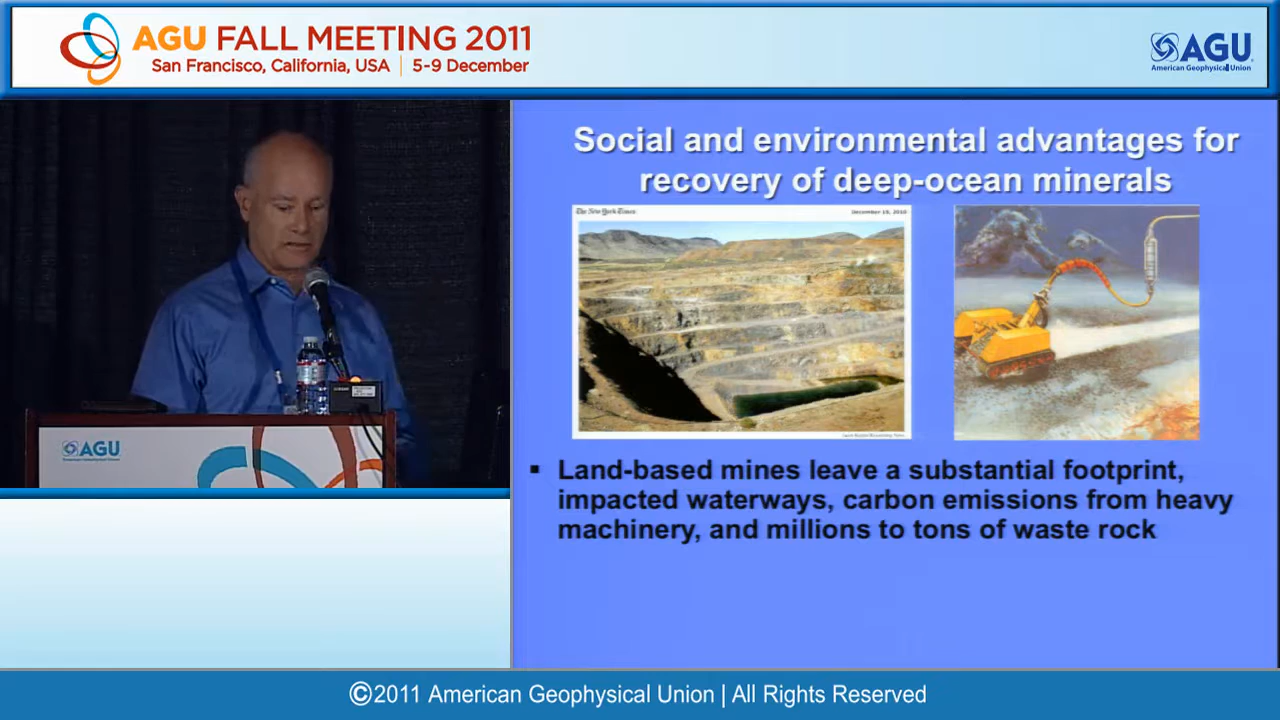 AGU FALL MEETING 2011
San Francisco, California, USA | 5-9 December
AGU
American Geophysical Union
Social and environmental advantages for
recovery of deep-ocean minerals
The New York Times
December 15, 2010
▪ Land-based mines leave a substantial footprint,
impacted waterways, carbon emissions from heavy
machinery, and millions to tons of waste rock
AGU
©2011 American Geophysical Union | All Rights Reserved